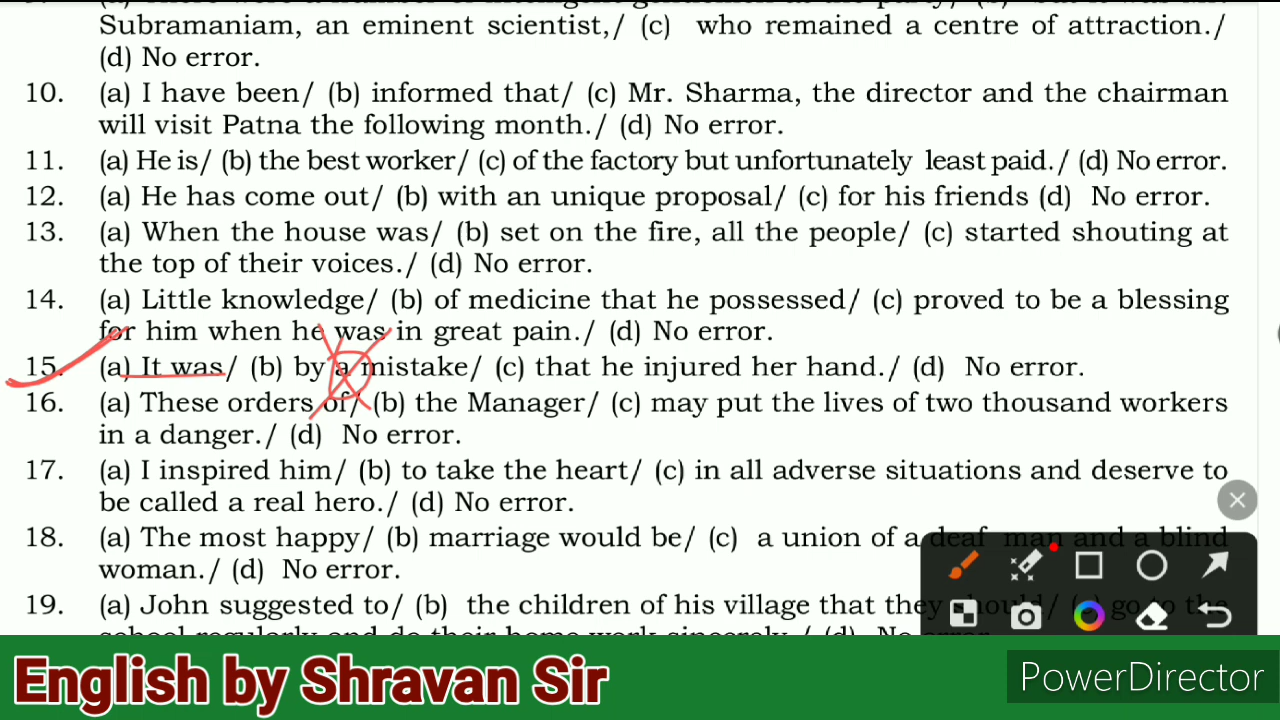 Subramaniam, an eminent scientist,/ (c) who remained a centre of attraction./
(d) No error.
10. (a) I have been/ (b) informed that/ (c) Mr. Sharma, the director and the chairman
will visit Patna the following month./ (d) No error.
11. (a) He is/ (b) the best worker/ (c) of the factory but unfortunately least paid./ (d) No error.
12. (a) He has come out/ (b) with an unique proposal/ (c) for his friends (d) No error.
13. (a) When the house was/ (b) set on the fire, all the people/ (c) started shouting at
the top of their voices./ (d) No error.
14. (a) Little knowledge/ (b) of medicine that he possessed/ (c) proved to be a blessing
for him when he was in great pain./ (d) No error.
15. (a) It was/ (b) by a mistake/ (c) that he injured her hand./ (d) No error.
16. (a) These orders of/ (b) the Manager/ (c) may put the lives of two thousand workers
in a danger./ (d) No error.
17. (a) I inspired him/ (b) to take the heart/ (c) in all adverse situations and deserve to
be called a real hero./ (d) No error.
18. (a) The most happy/ (b) marriage would be/ (c) a union of a deaf man and a blind
woman./ (d) No error.
19. (a) John suggested to/ (b) the children of his village that they should/ (c) go to the
English by Shravan Sir
PowerDirector